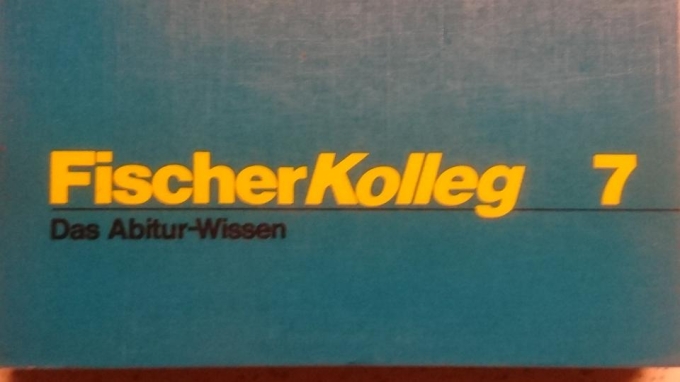 FischerKolleg 7
Das Abitur-Wissen